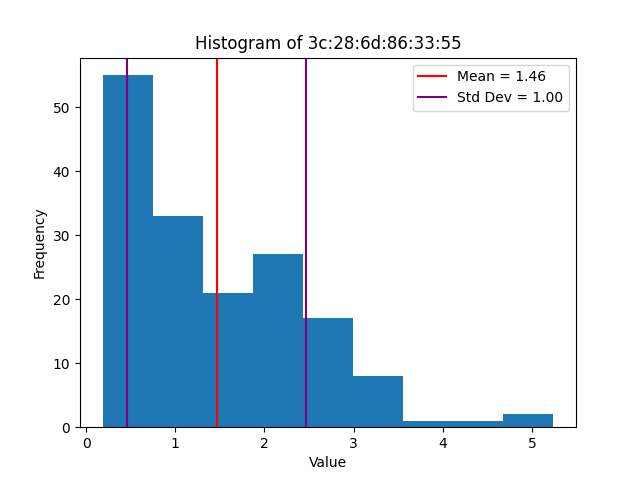 Histogram of 3c:28:6d:86:33:55
Mean = 1.46
Std Dev = 1.00
Frequency
50
40
30
20
10
0
0 1 2 3 4 5
Value